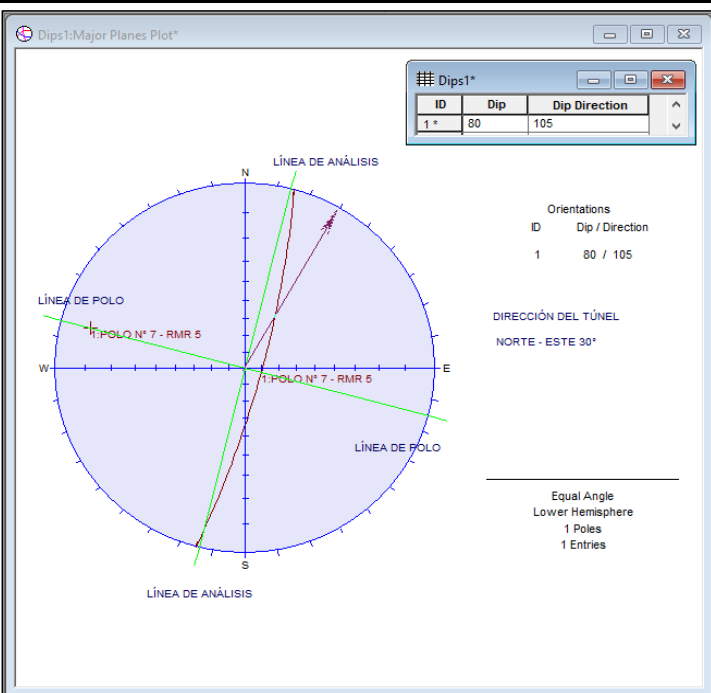 Dips1:Major Planes Plot*
Dips1*
ID Dip Dip Direction
1 * 80 105
LÍNEA DE ANÁLISIS
N
Orientations
ID Dip / Direction
1 80 / 105
LÍNEA DE POLO
1:POLO N° 7 - RMR 5
DIRECCIÓN DEL TÚNEL
NORTE - ESTE 30°
W
E
1:POLO N° 7 - RMR 5
LÍNEA DE POLO
S
LÍNEA DE ANÁLISIS
Equal Angle
Lower Hemisphere
1 Poles
1 Entries